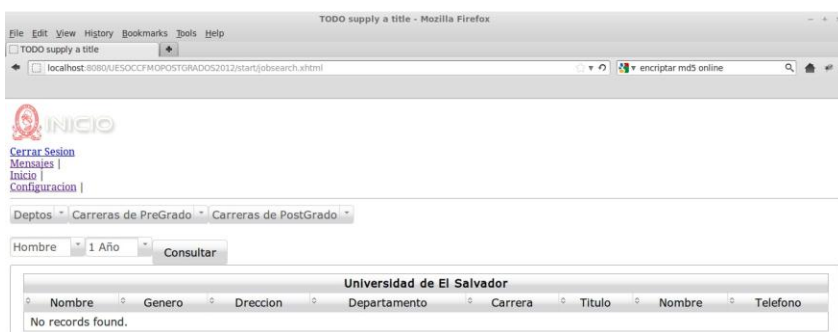 TODO supply a title - Mozilla Firefox
File Edit View History Bookmarks Tools Help
TODO supply a title
localhost:8080/UESOCCFMOPOSTGRADOS2012/start/jobsearch.xhtml encriptar md5 online
INICIO
Cerrar Sesion
Mensajes |
Inicio |
Configuracion |
Deptos Carreras de PreGrado Carreras de PostGrado
Hombre 1 Año Consultar
Universidad de El Salvador
Nombre Genero Dreccion Departamento Carrera Titulo Nombre Telefono
No records found.